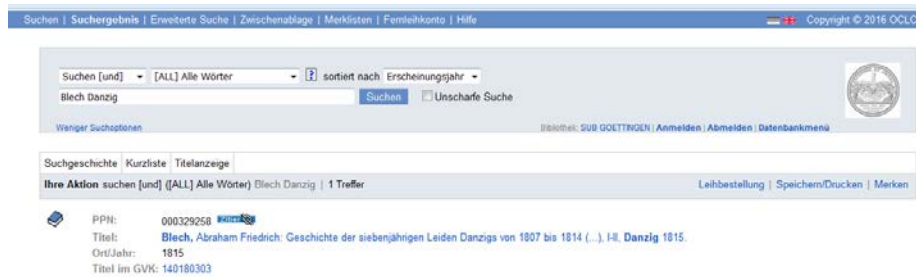 Suchen | Suchergebnis | Erweiterte Suche | Zwischenablage | Merklisten | Fernleihkonto | Hilfe Copyright © 2016 OCLC
Suchen [und] [ALL] Alle Wörter ? sortiert nach Erscheinungsjahr
Blech Danzig Suchen Unscharfe Suche
Weniger Suchoptionen Bibliothek: SUB GOETTINGEN | Anmelden | Abmelden | Datenbankmenü
Suchgeschichte Kurzliste Titelanzeige
Ihre Aktion suchen [und] ([ALL] Alle Wörter) Blech Danzig | 1 Treffer Leihbestellung | Speichern/Drucken | Merken
PPN: 000329258
Titel: Blech, Abraham Friedrich: Geschichte der siebenjährigen Leiden Danzigs von 1807 bis 1814 (...), I-II, Danzig 1815.
Ort/Jahr: 1815
Titel im GVK: 140180303